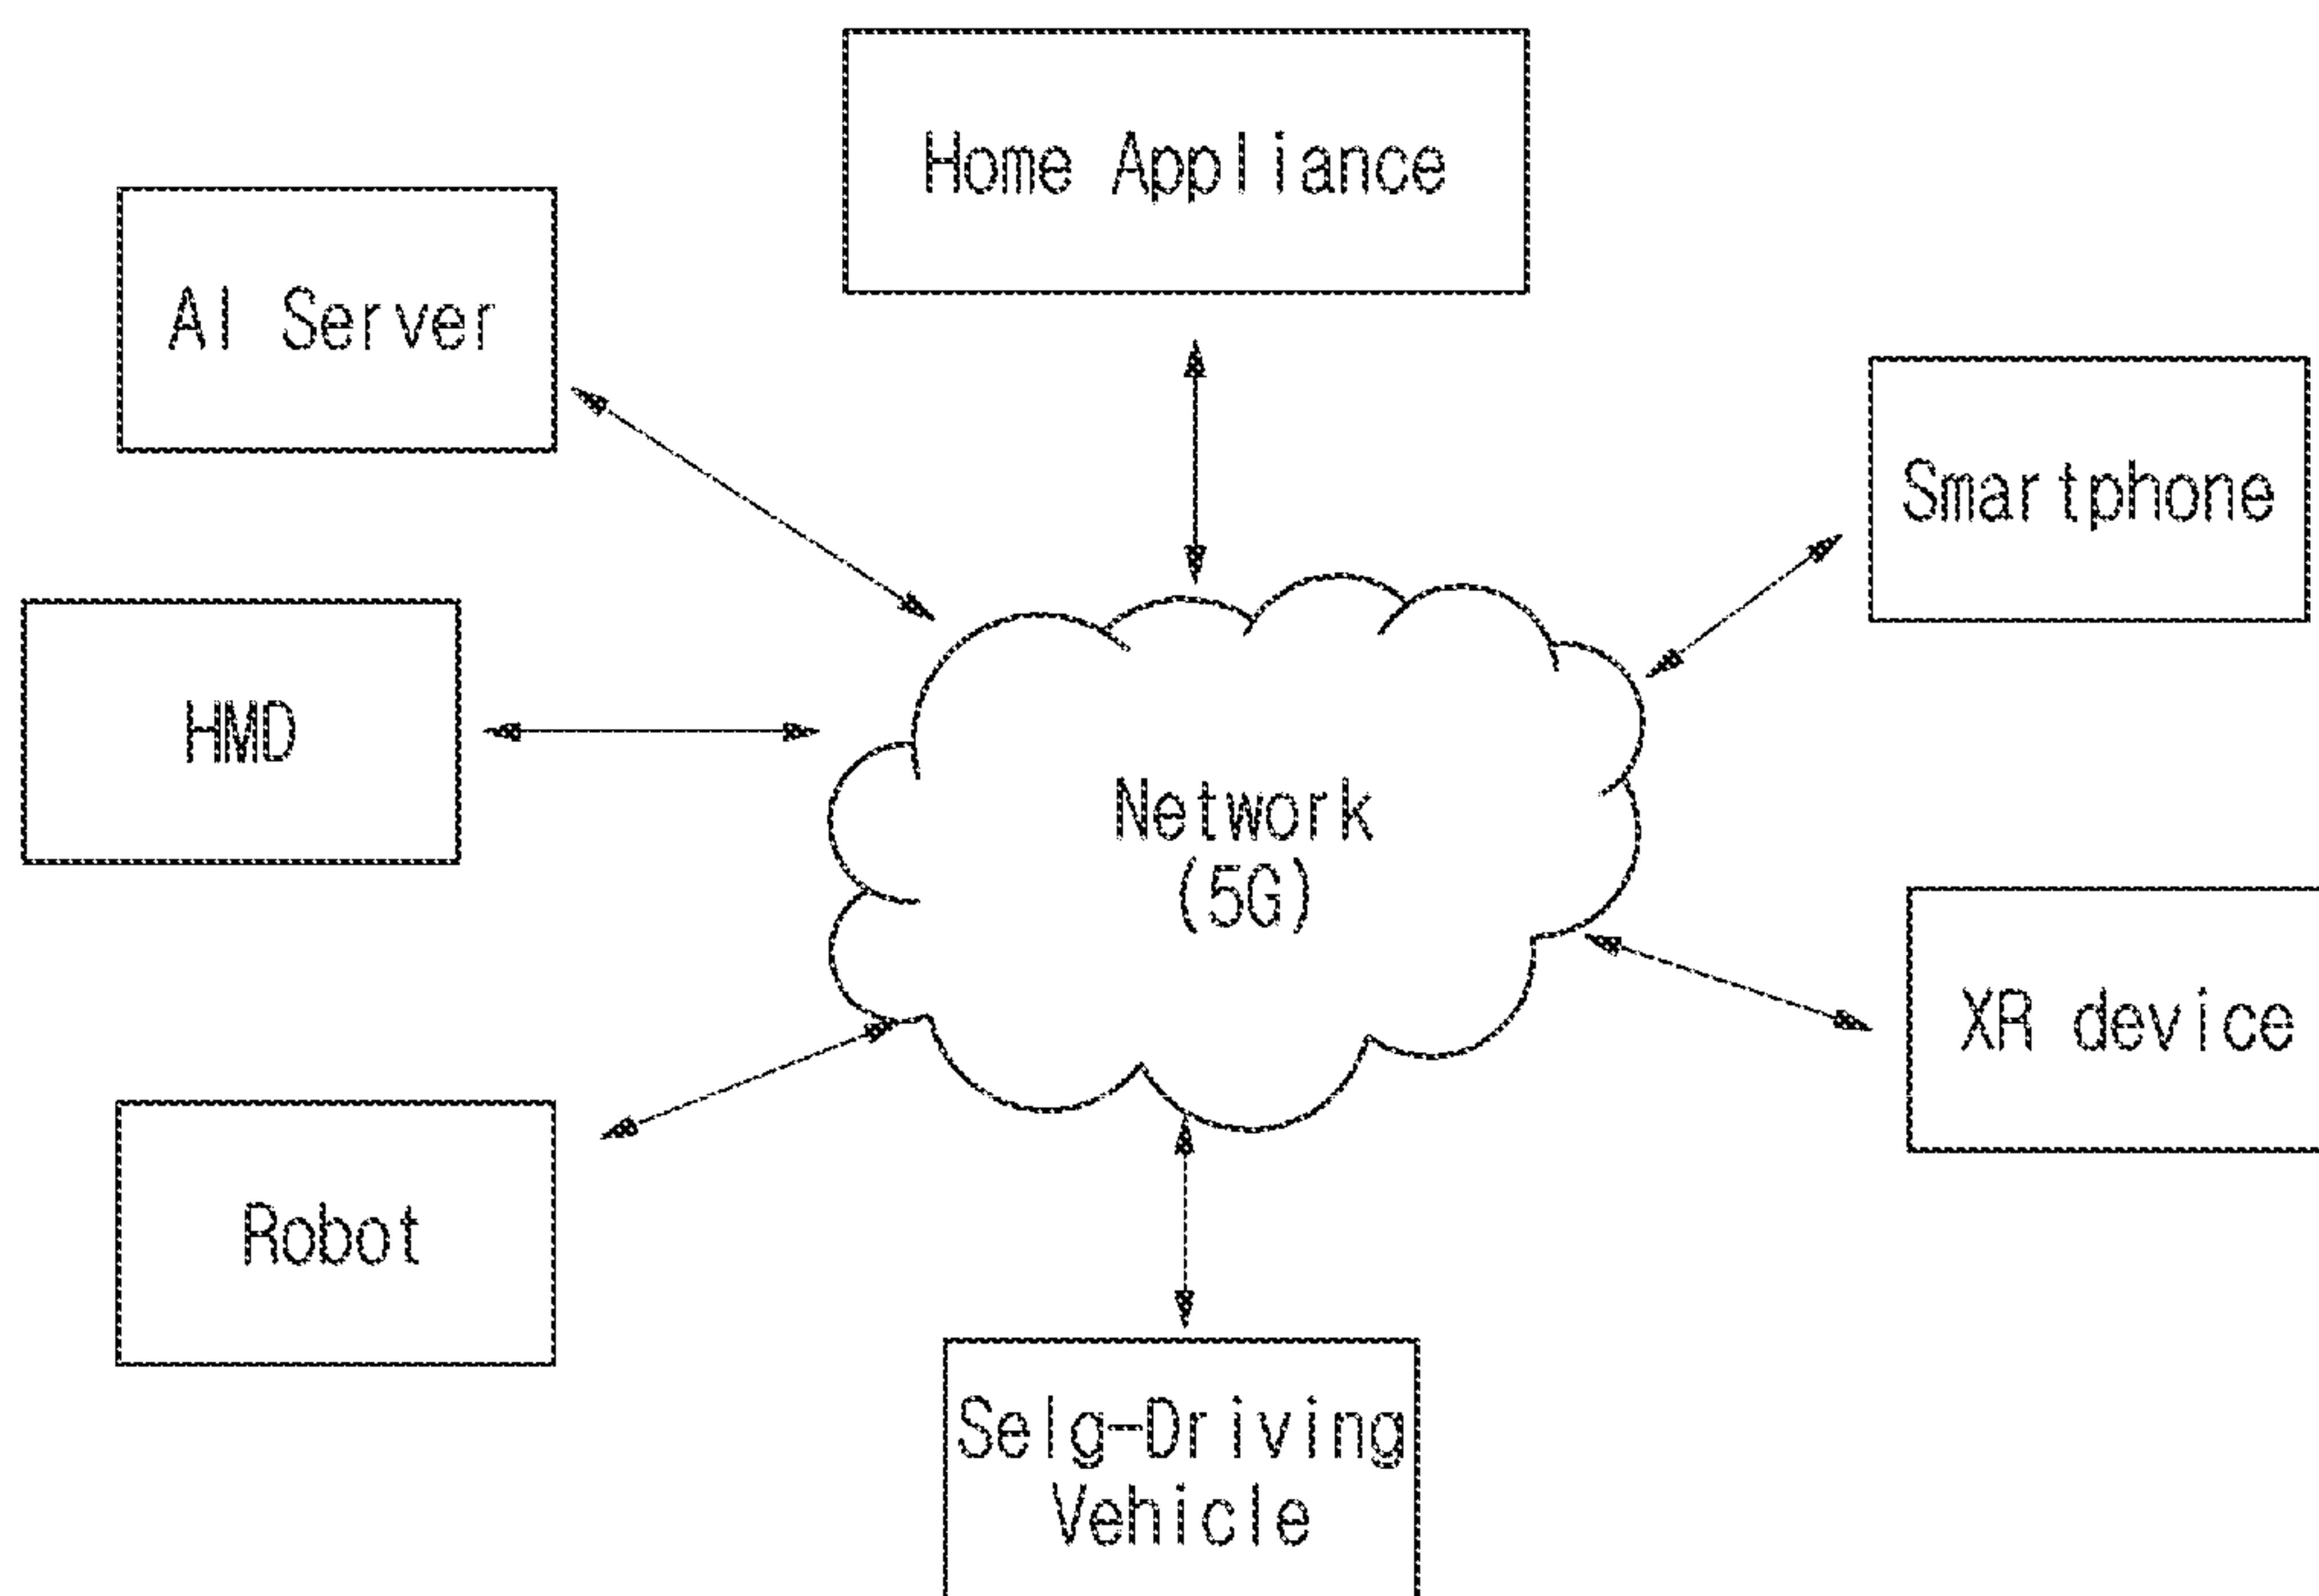 Home Appliance
AI Server
Smartphone
HMD
Network
(5G)
XR device
Robot
Selg-Driving
Vehicle